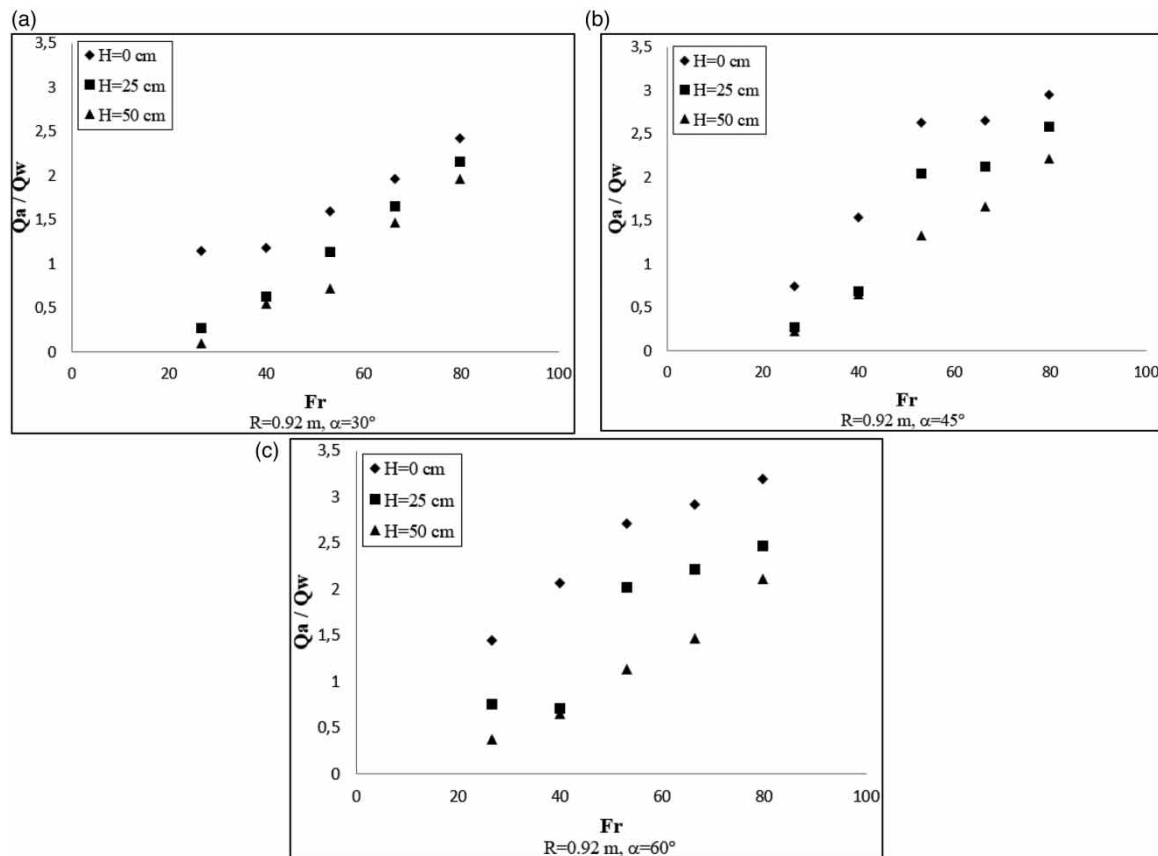 (a)
3,5
3
2,5
2
1,5
1
0,5
0
Qa / Qw
H=0 cm
H=25 cm
H=50 cm
0 20 40 60 80 100
Fr
R=0.92 m, α=30°
(b)
3,5
3
2,5
2
1,5
1
0,5
0
Qa / Qw
H=0 cm
H=25 cm
H=50 cm
0 20 40 60 80 100
Fr
R=0.92 m, α=45°
(c)
3,5
3
2,5
2
1,5
1
0,5
0
Qa / Qw
H=0 cm
H=25 cm
H=50 cm
0 20 40 60 80 100
Fr
R=0.92 m, α=60°